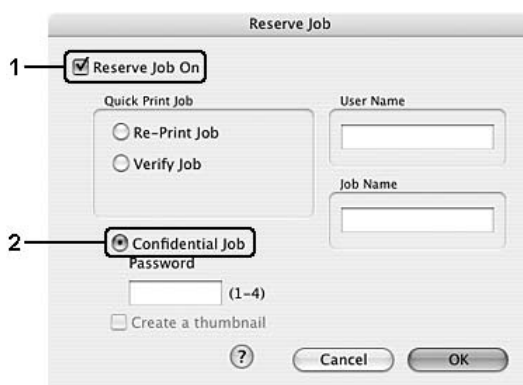 Reserve Job
1
Reserve Job On
Quick Print Job
Re-Print Job
Verify Job
User Name
Job Name
2
Confidential Job
Password
(1-4)
Create a thumbnail
?
Cancel
OK